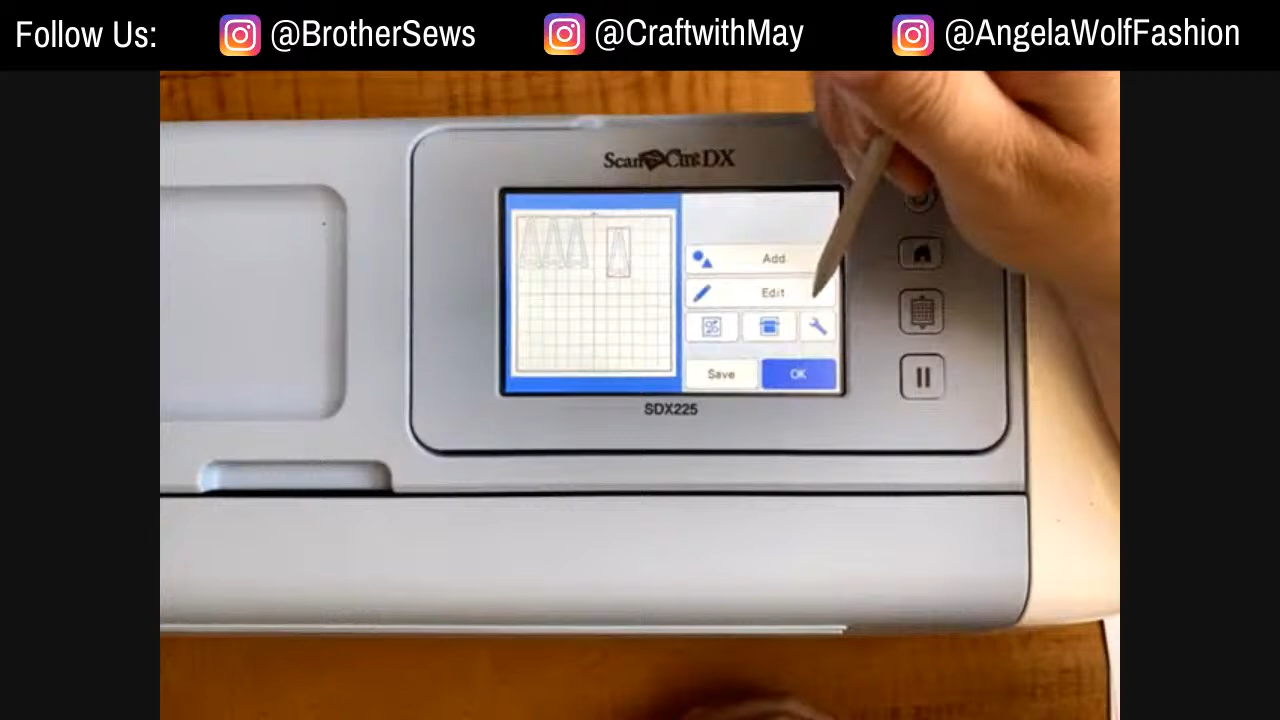 Follow Us: @BrotherSews @CraftwithMay @AngelaWolfFashion
ScanNCut DX
Add
Edit
Save OK
SDX225